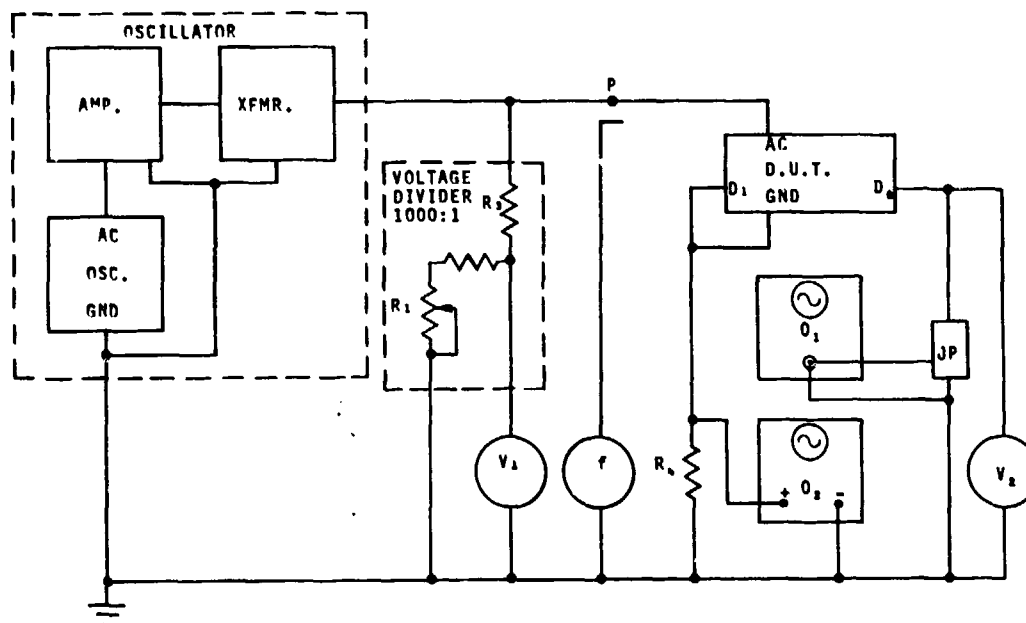 OSCILLATOR
AMP.
XFMR.
AC
OSC.
GND
VOLTAGE
DIVIDER
1000:1
R₃
R₁
V₁
P
f
AC
D.U.T.
GND
D₁
O₁
JP
R₄
O₂
+
-
V₂